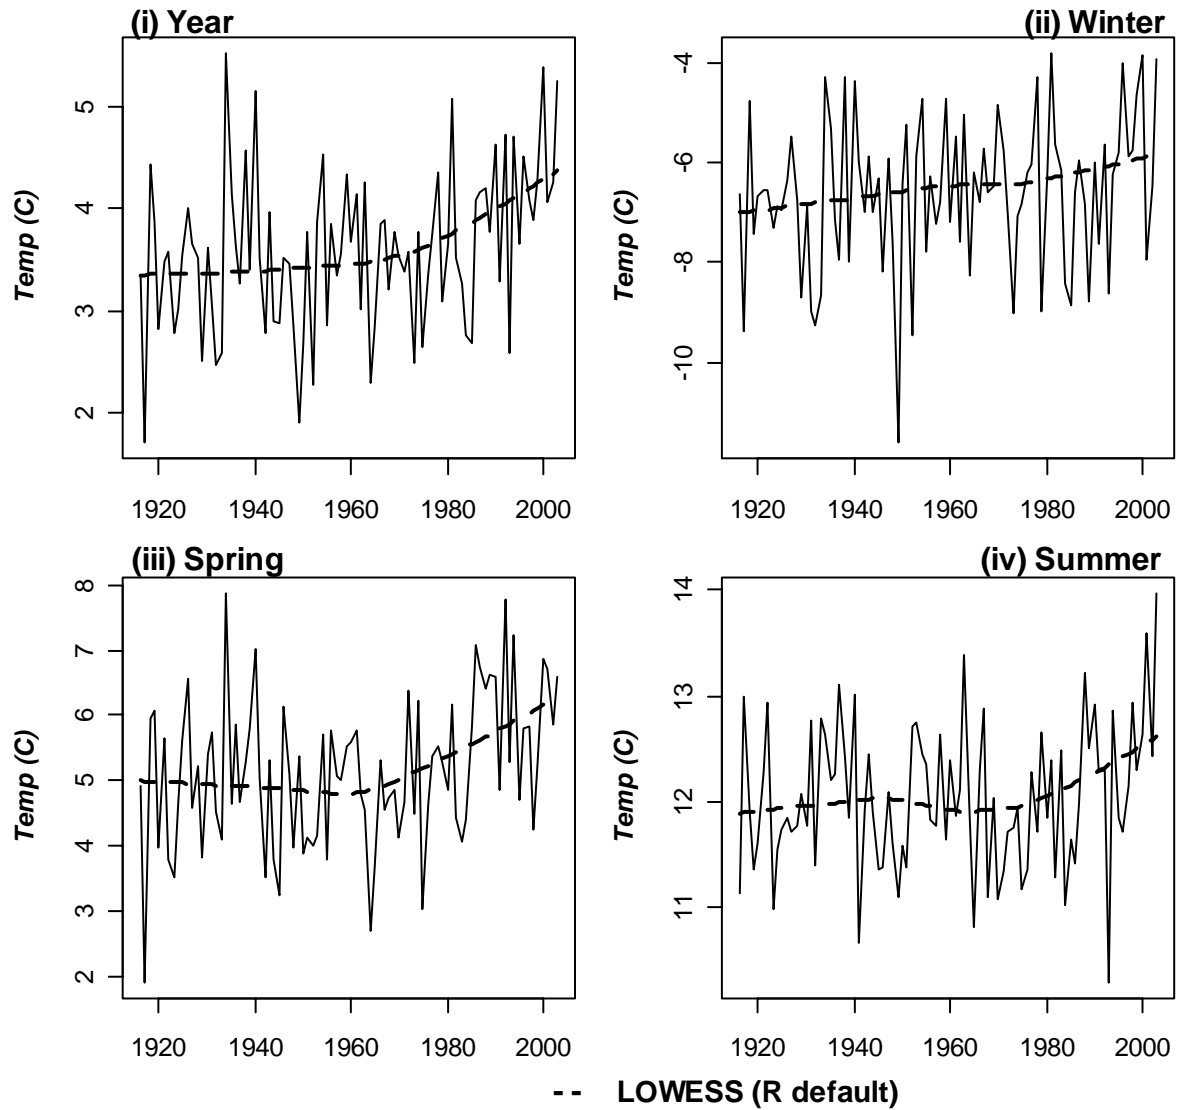 (i) Year
Temp (C)
5
4
3
2
1920 1940 1960 1980 2000
(ii) Winter
Temp (C)
-4
-6
-8
-10
1920 1940 1960 1980 2000
(iii) Spring
Temp (C)
8
7
6
5
4
3
2
1920 1940 1960 1980 2000
(iv) Summer
Temp (C)
14
13
12
11
1920 1940 1960 1980 2000
-- LOWESS (R default)